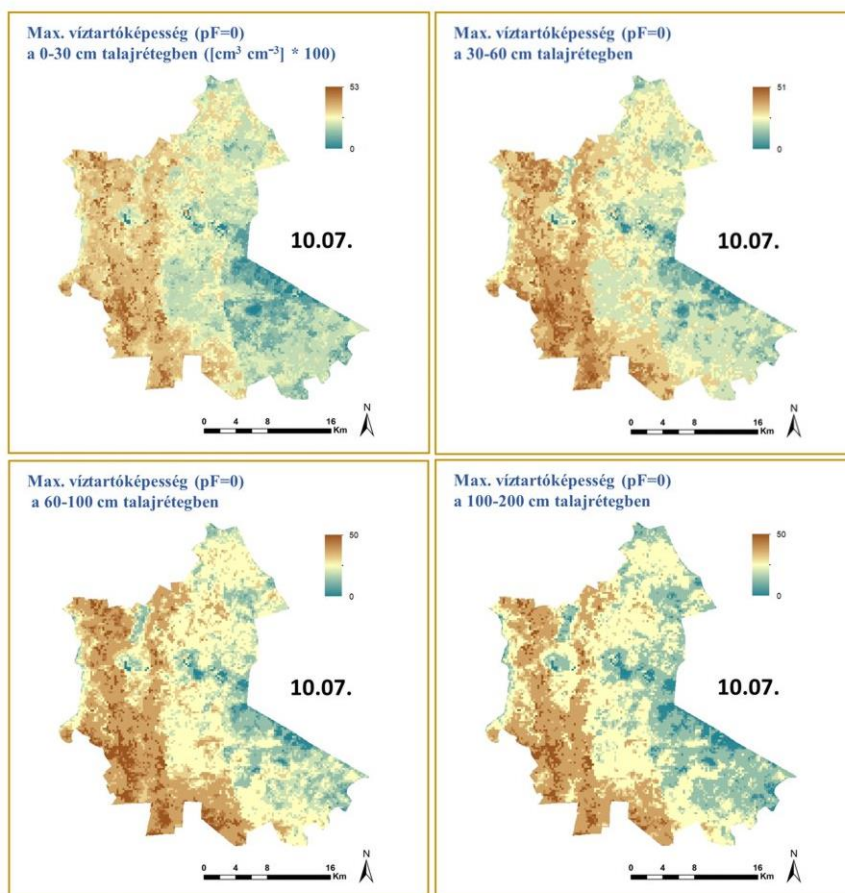 Max. víztartóképesség (pF=0)
a 0-30 cm talajrétegben ([cm³ cm⁻³] * 100)
53
0
10.07.
N
0 4 8 16
Km
Max. víztartóképesség (pF=0)
a 30-60 cm talajrétegben
51
0
10.07.
N
0 4 8 16
Km
Max. víztartóképesség (pF=0)
a 60-100 cm talajrétegben
50
0
10.07.
N
0 4 8 16
Km
Max. víztartóképesség (pF=0)
a 100-200 cm talajrétegben
50
0
10.07.
N
0 4 8 16
Km